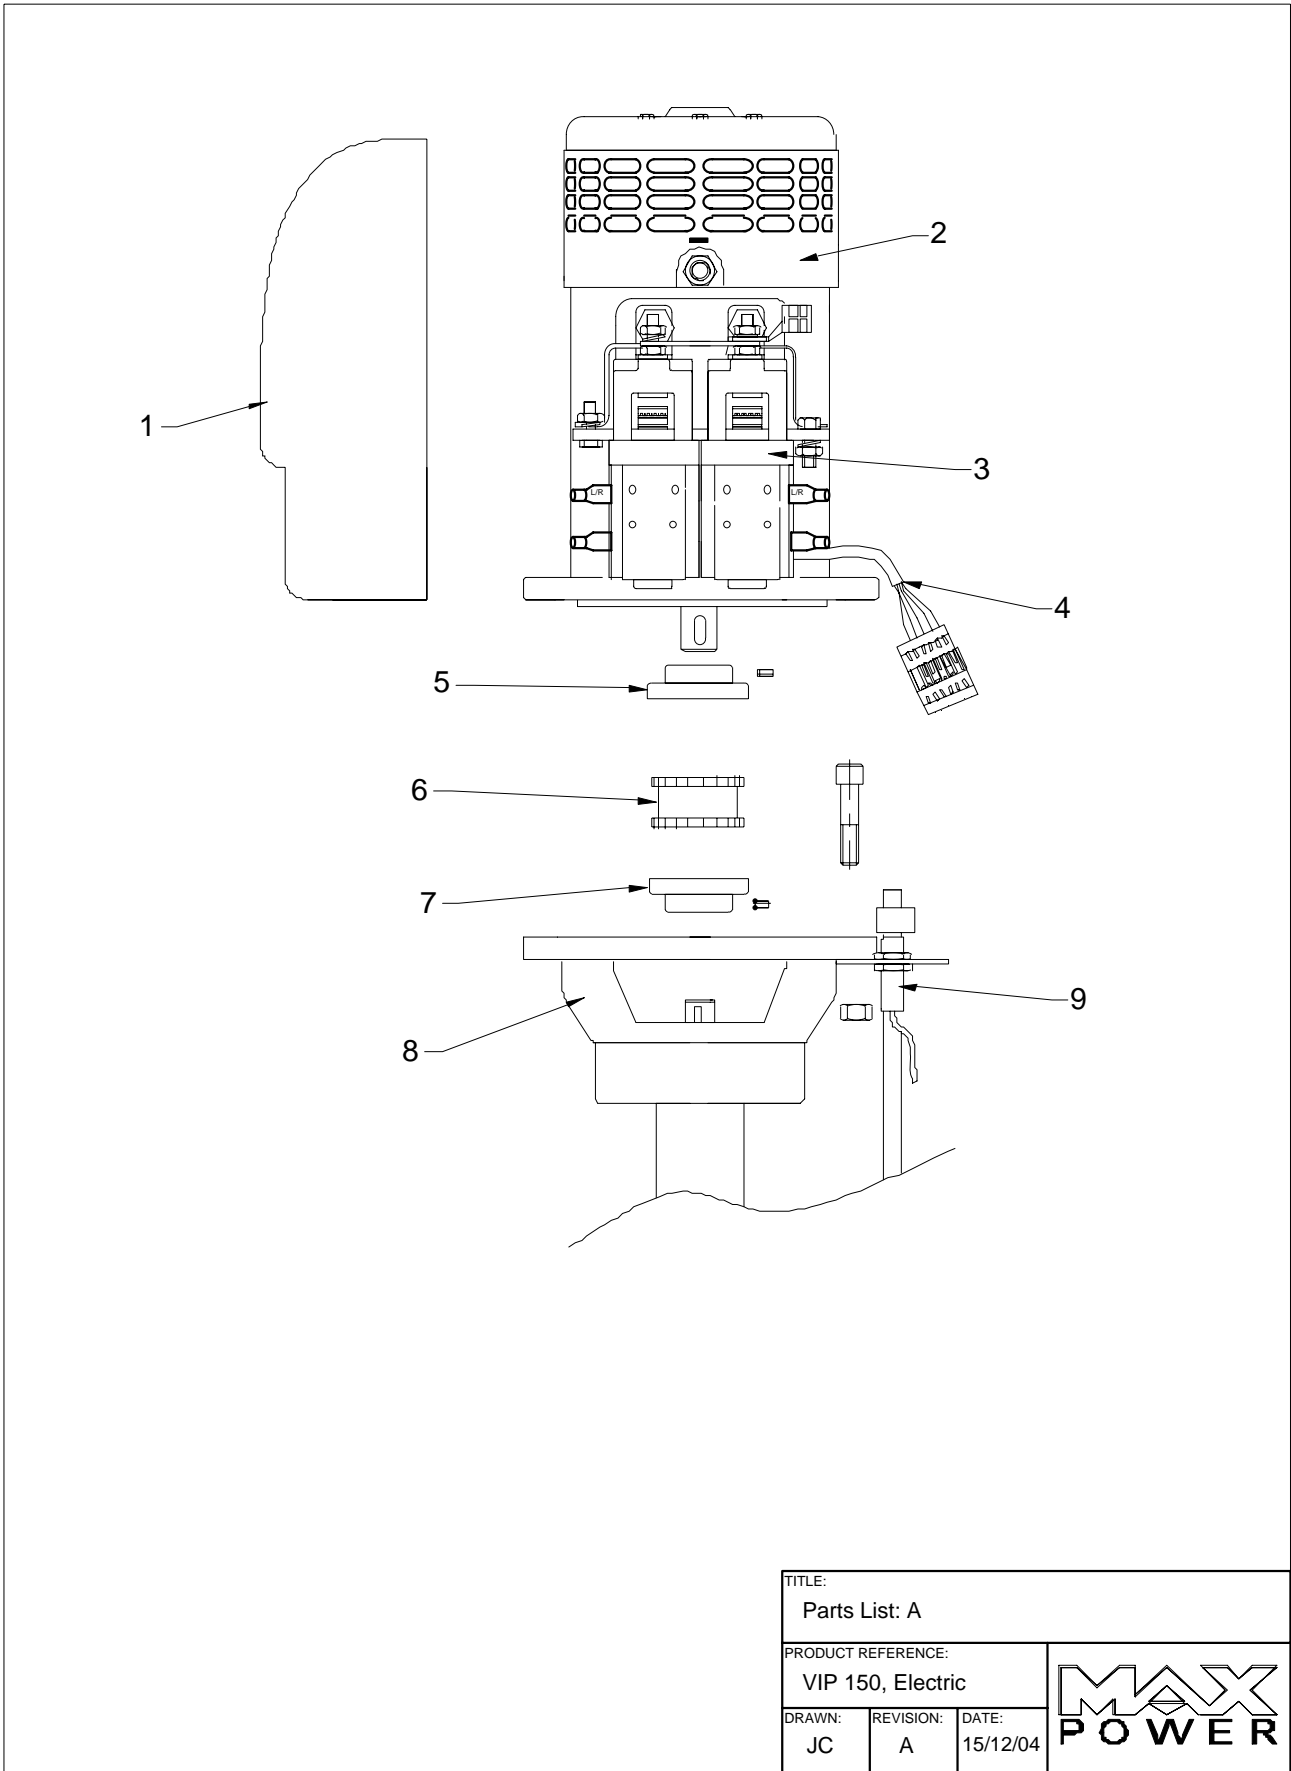 2
1
3
L/R
L/R
4
5
6
7
9
8
TITLE:
Parts List: A
PRODUCT REFERENCE:
VIP 150, Electric
DRAWN:
JC
REVISION:
A
DATE:
15/12/04
MAX
POWER